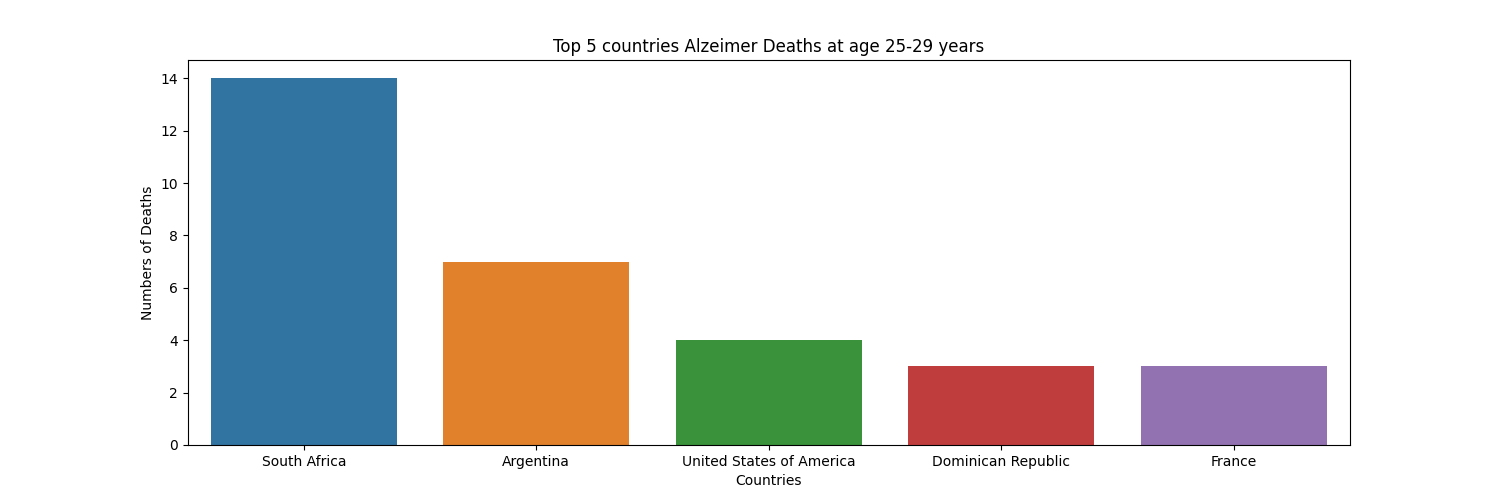 Top 5 countries Alzeimer Deaths at age 25-29 years
Numbers of Deaths
14
12
10
8
6
4
2
0
South Africa
Argentina
United States of America
Dominican Republic
France
Countries